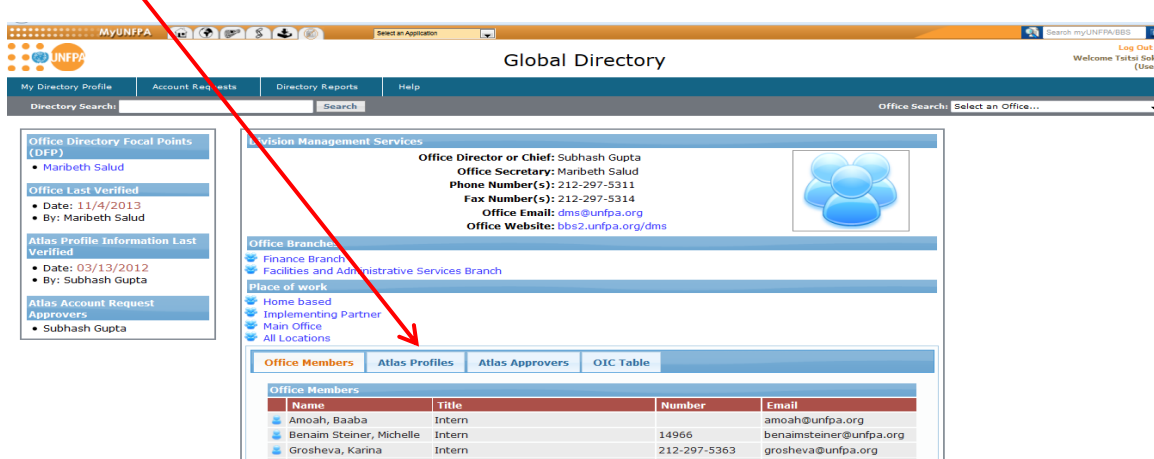 MyUNFPA Select an Application Search myUNFPA/BBS
UNFPA
Global Directory
Log Out
Welcome Tsitsi
(Use
My Directory Profile Account Requests Directory Reports Help
Directory Search: Search Office Search: Select an Office...
Office Directory Focal Points
(DFP)
• Maribeth Salud
Office Last Verified
• Date: 11/4/2013
• By: Maribeth Salud
Atlas Profile Information Last
Verified
• Date: 03/13/2012
• By: Subhash Gupta
Atlas Account Request
Approvers
• Subhash Gupta
Division Management Services
Office Director or Chief: Subhash Gupta
Office Secretary: Maribeth Salud
Phone Number(s): 212-297-5311
Fax Number(s): 212-297-5314
Office Email: dms@unfpa.org
Office Website: bbs2.unfpa.org/dms
Office Branches
Finance Branch
Facilities and Administrative Services Branch
Place of work
Home based
Implementing Partner
Main Office
All Locations
Office Members Atlas Profiles Atlas Approvers OIC Table
Office Members
Name Title Number Email
Amoah, Baaba Intern amoah@unfpa.org
Benaim Steiner, Michelle Intern 14966 benaimsteiner@unfpa.org
Grosheva, Karina Intern 212-297-5363 grosheva@unfpa.org